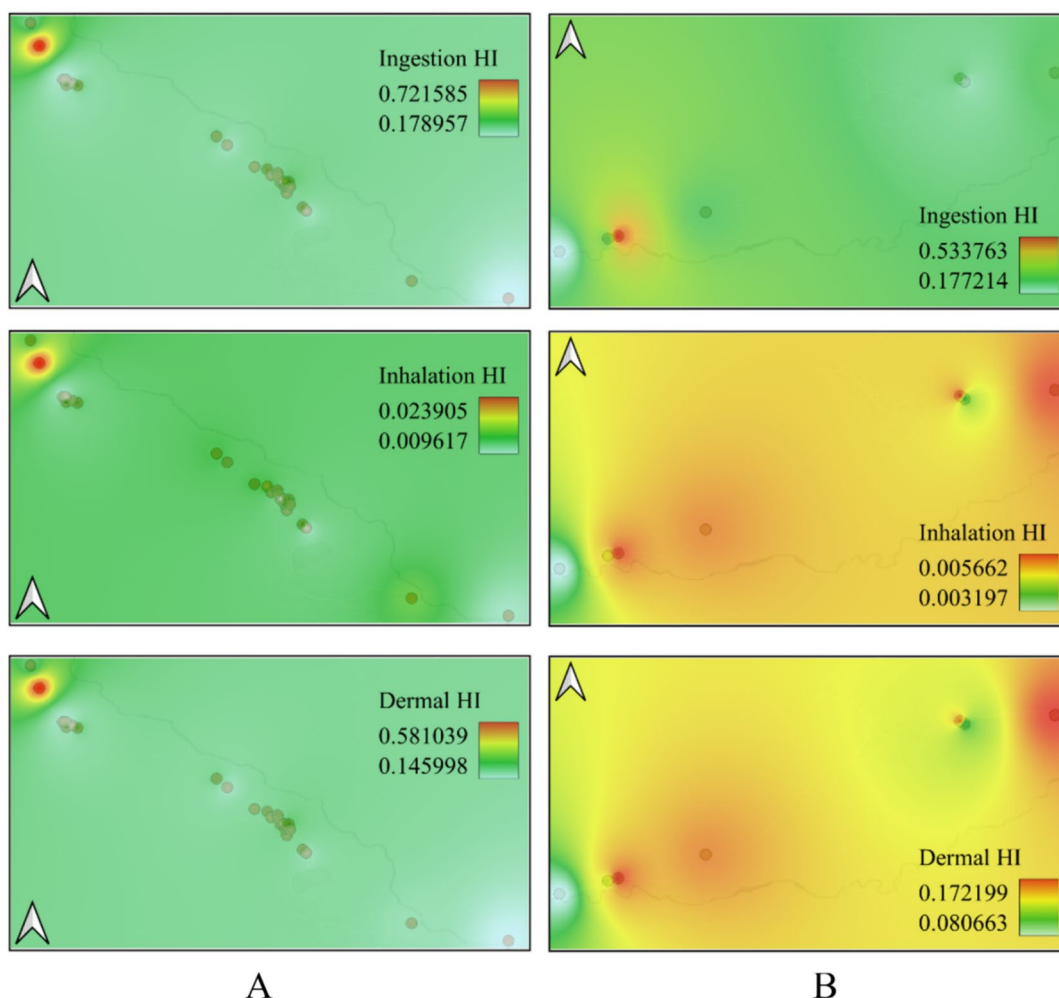 Ingestion HI
0.721585
0.178957
Ingestion HI
0.533763
0.177214
Inhalation HI
0.023905
0.009617
Inhalation HI
0.005662
0.003197
Dermal HI
0.581039
0.145998
Dermal HI
0.172199
0.080663
A
B